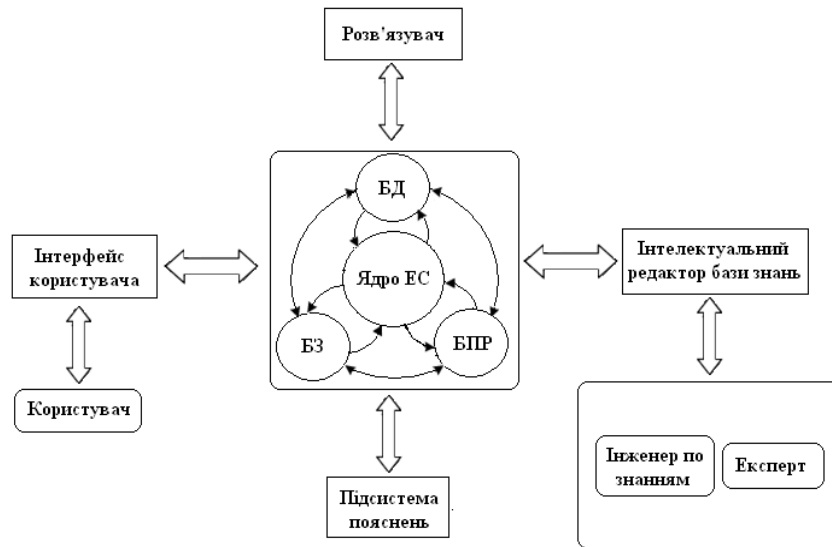 Розв'язувач
БД
Інтерфейс
користувача
Ядро ЕС
Інтелектуальний
редактор бази знань
БЗ
БПР
Користувач
Інженер по
знанням
Експерт
Підсистема
пояснень